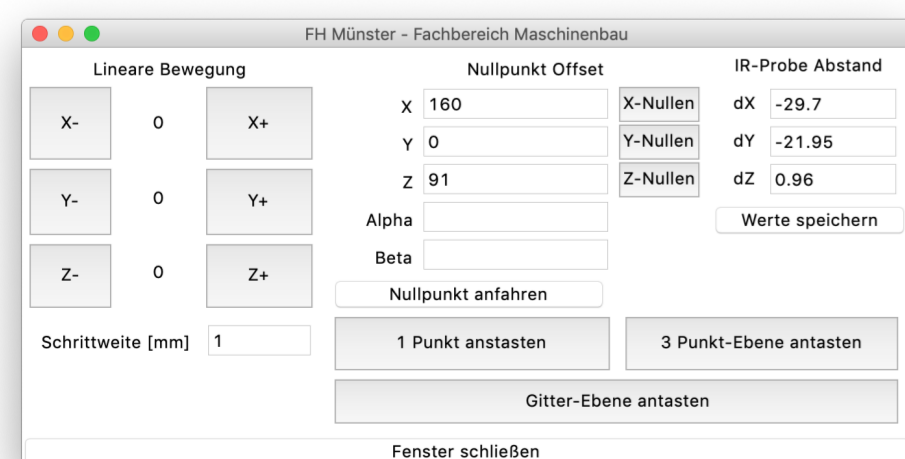 FH Münster - Fachbereich Maschinenbau
Lineare Bewegung
X- 0 X+
Y- 0 Y+
Z- 0 Z+
Schrittweite [mm] 1
Nullpunkt Offset
X 160 X-Nullen
Y 0 Y-Nullen
Z 91 Z-Nullen
Alpha
Beta
Nullpunkt anfahren
IR-Probe Abstand
dX -29.7
dY -21.95
dZ 0.96
Werte speichern
1 Punkt anstasten
3 Punkt-Ebene antasten
Gitter-Ebene antasten
Fenster schließen